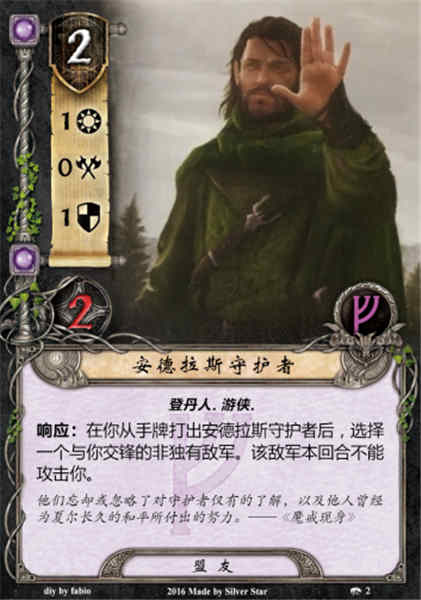 2
1
0
1
2
安德拉斯守护者
登丹人. 游侠.
响应：在你从手牌打出安德拉斯守护者后，选择
一个与你交锋的非独有敌军。该敌军本回合不能
攻击你。
他们忘却或忽略了对守护者仅有的了解，以及他人曾经
为夏尔长久的和平所付出的努力。——《魔戒现身》
盟友
diy by fabio
2016 Made by Silver Star
2